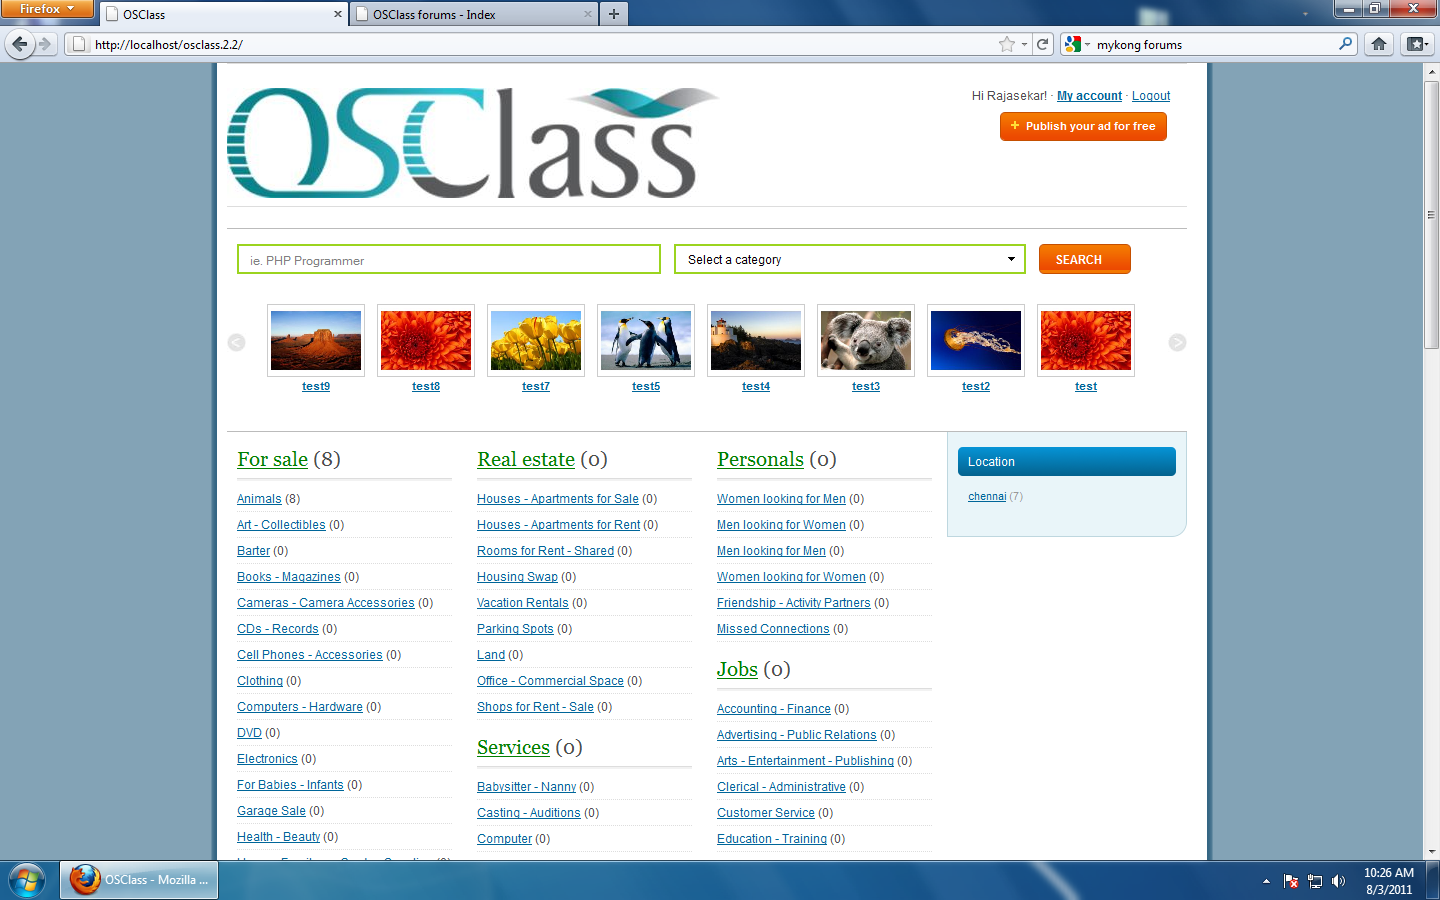 Firefox
OSClass
OSClass forums - Index
http://localhost/osclass.2.2/
mykong forums
OSClass
Hi Rajasekar! · My account · Logout
+ Publish your ad for free
ie. PHP Programmer
Select a category
SEARCH
< >
test9 test8 test7 test5 test4 test3 test2 test
For sale (8)
Animals (8)
Art - Collectibles (0)
Barter (0)
Books - Magazines (0)
Cameras - Camera Accessories (0)
CDs - Records (0)
Cell Phones - Accessories (0)
Clothing (0)
Computers - Hardware (0)
DVD (0)
Electronics (0)
For Babies - Infants (0)
Garage Sale (0)
Health - Beauty (0)
Real estate (0)
Houses - Apartments for Sale (0)
Houses - Apartments for Rent (0)
Rooms for Rent - Shared (0)
Housing Swap (0)
Vacation Rentals (0)
Parking Spots (0)
Land (0)
Office - Commercial Space (0)
Shops for Rent - Sale (0)
Services (0)
Babysitter - Nanny (0)
Casting - Auditions (0)
Computer (0)
Personals (0)
Women looking for Men (0)
Men looking for Women (0)
Men looking for Men (0)
Women looking for Women (0)
Friendship - Activity Partners (0)
Missed Connections (0)
Jobs (0)
Accounting - Finance (0)
Advertising - Public Relations (0)
Arts - Entertainment - Publishing (0)
Clerical - Administrative (0)
Customer Service (0)
Education - Training (0)
Location
chennai (7)
OSClass - Mozilla ...
10:26 AM
8/3/2011